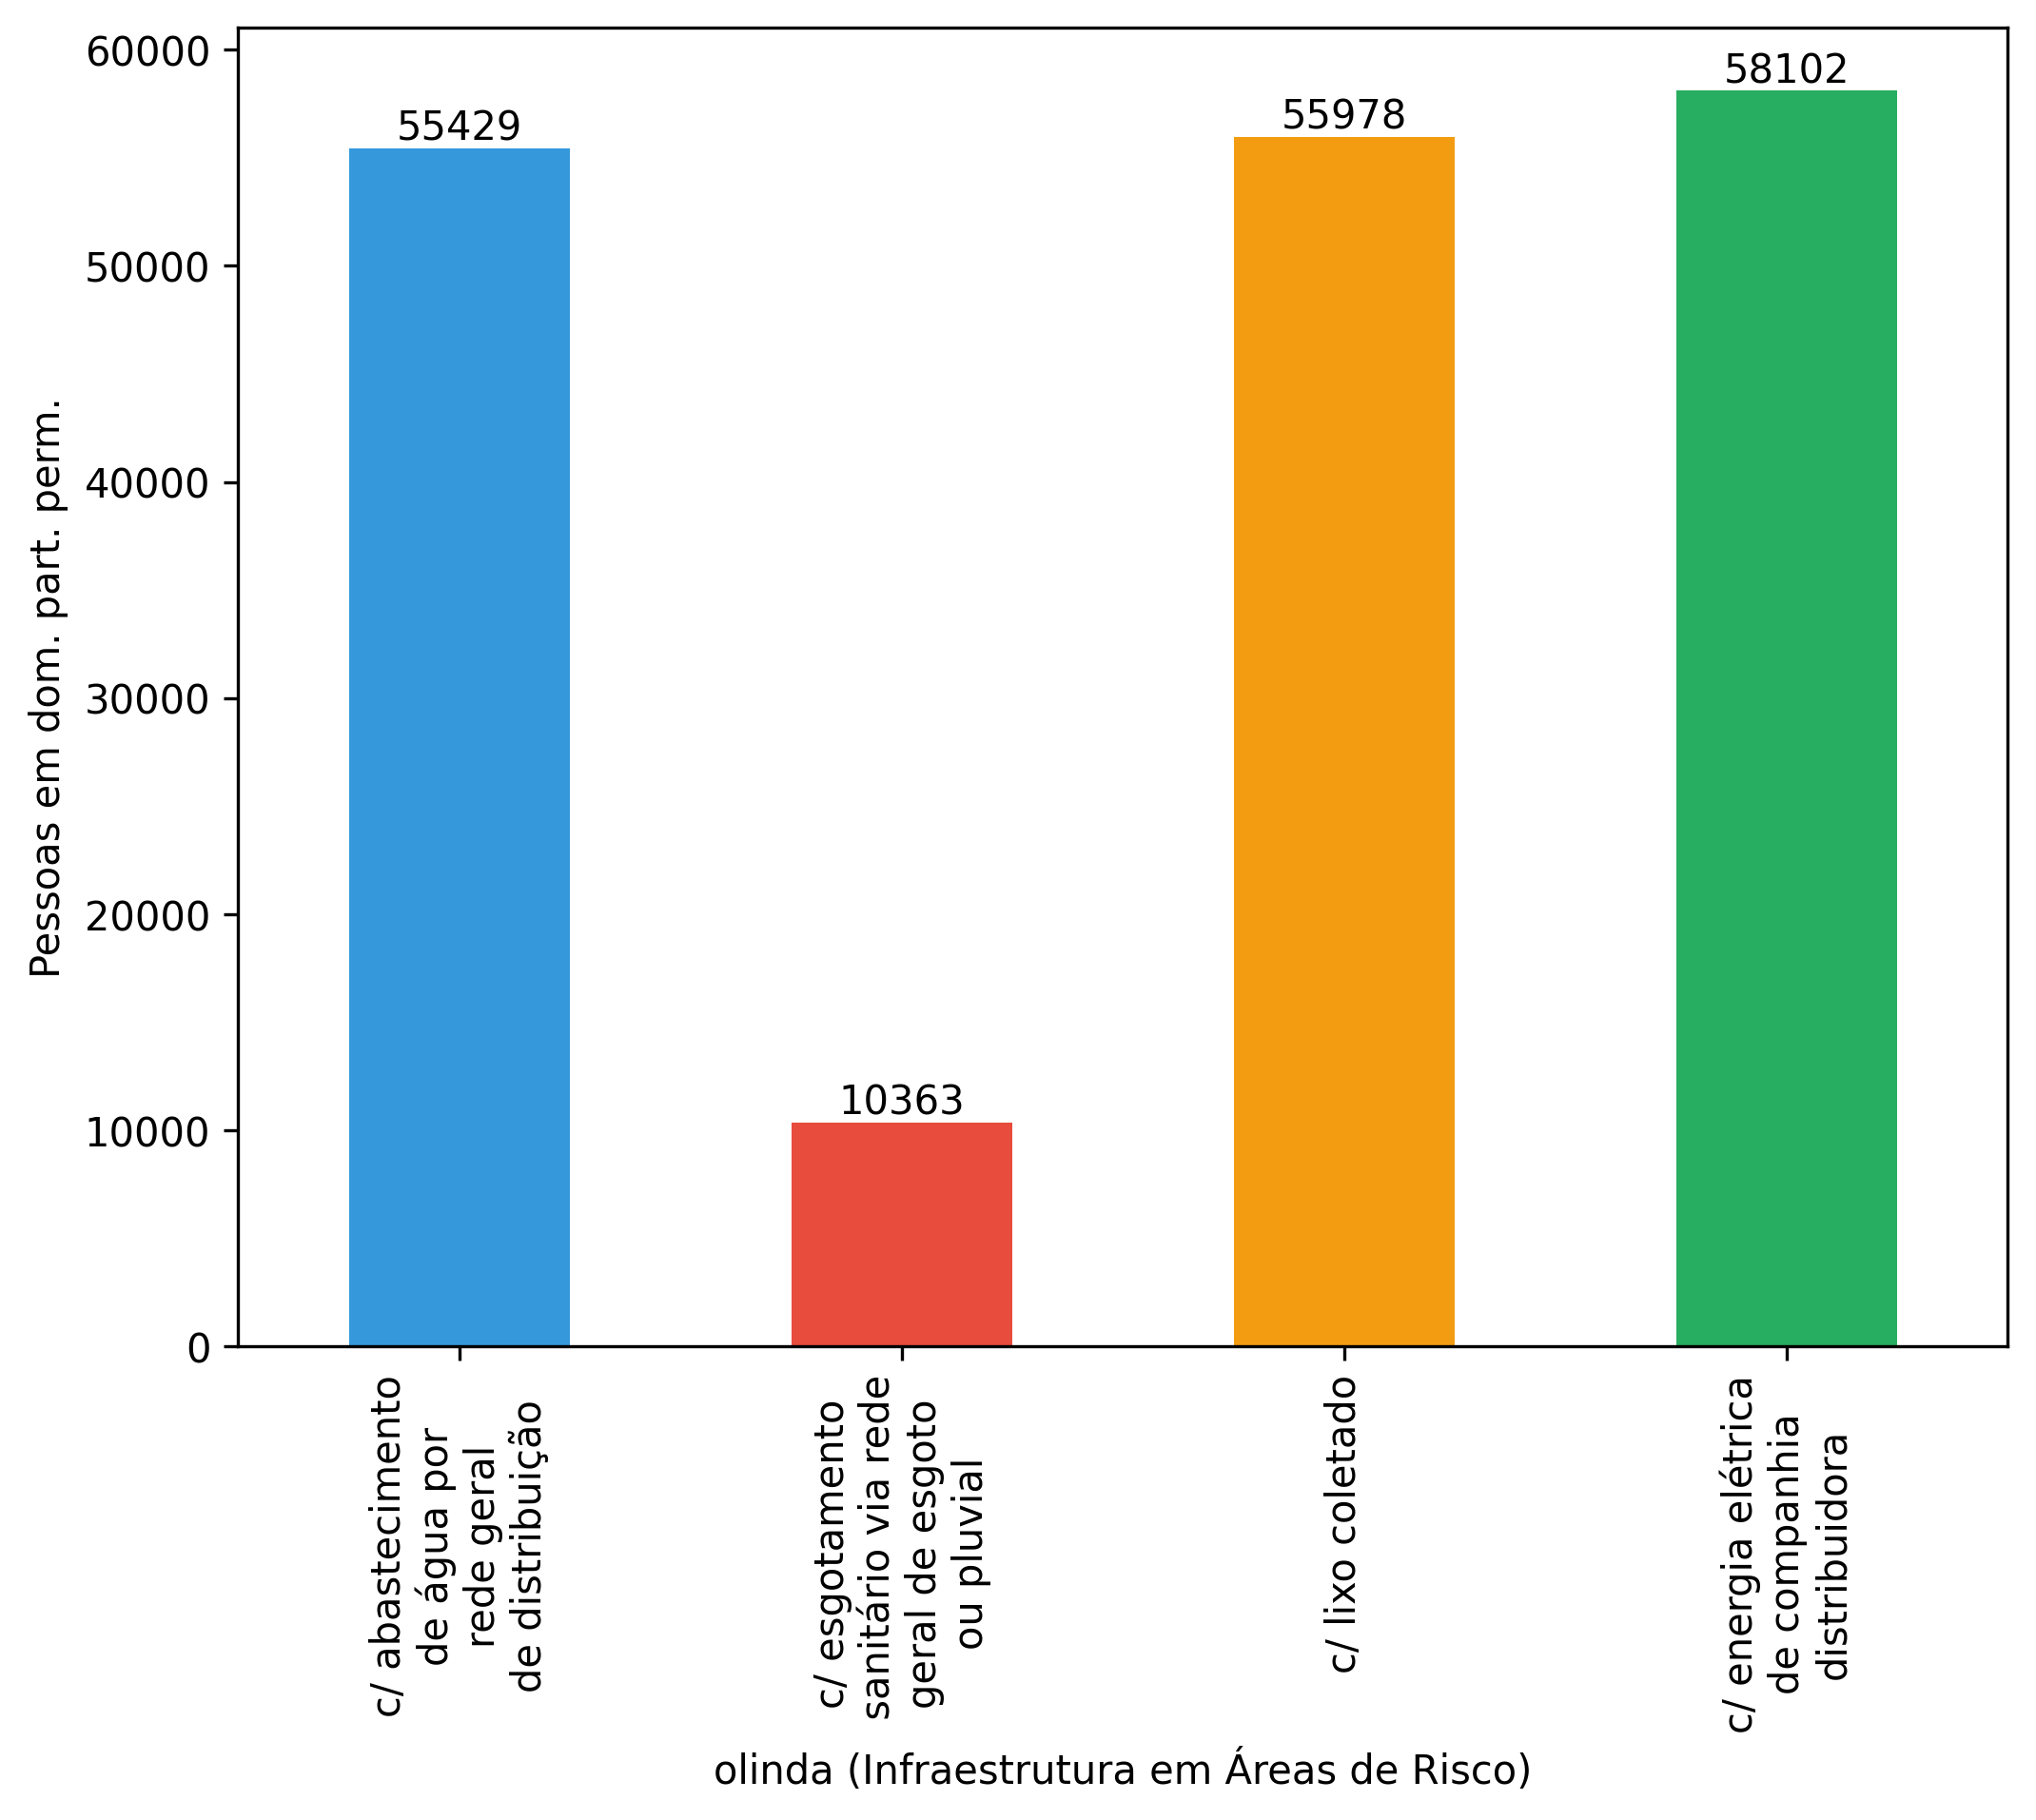 60000
50000
40000
30000
20000
10000
0
Pessoas em dom. part. perm.
55429
10363
55978
58102
c/ abastecimento
de água por
rede geral
de distribuição
c/ esgotamento
sanitário via rede
geral de esgoto
ou pluvial
c/ lixo coletado
c/ energia elétrica
de companhia
distribuidora
olinda (Infraestrutura em Áreas de Risco)